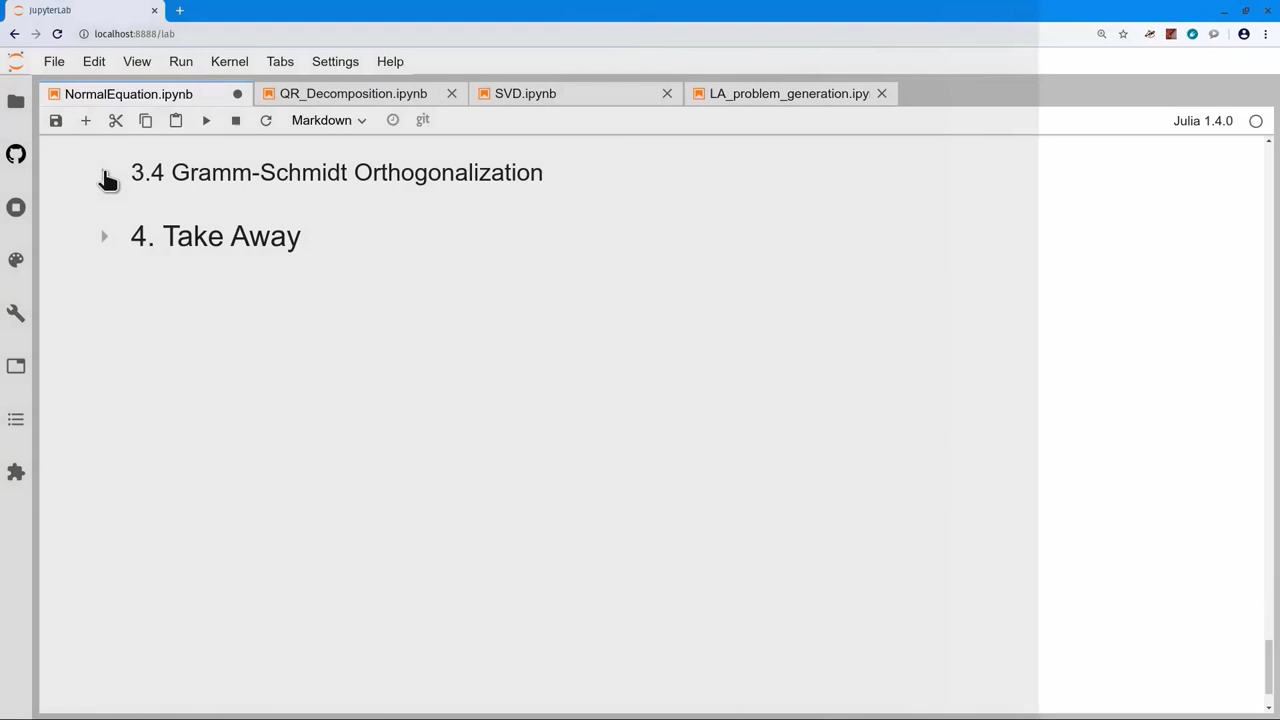 JupyterLab
localhost:8888/lab
File Edit View Run Kernel Tabs Settings Help
NormalEquation.ipynb QR_Decomposition.ipynb SVD.ipynb LA_problem_generation.ipy
Markdown git Julia 1.4.0
3.4 Gramm-Schmidt Orthogonalization
4. Take Away